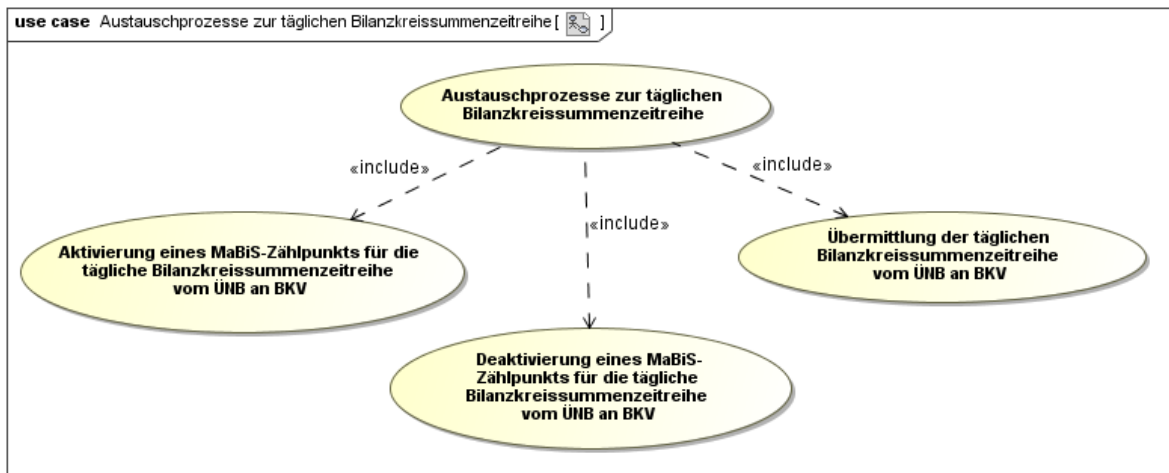 use case Austauschprozesse zur täglichen Bilanzkreissummenzeitreihe [ ]
Austauschprozesse zur täglichen
Bilanzkreissummenzeitreihe
«include»
«include»
«include»
Aktivierung eines MaBiS-Zählpunkts für die
tägliche Bilanzkreissummenzeitreihe
vom ÜNB an BKV
Übermittlung der täglichen
Bilanzkreissummenzeitreihe
vom ÜNB an BKV
Deaktivierung eines MaBiS-
Zählpunkts für die tägliche
Bilanzkreissummenzeitreihe
vom ÜNB an BKV